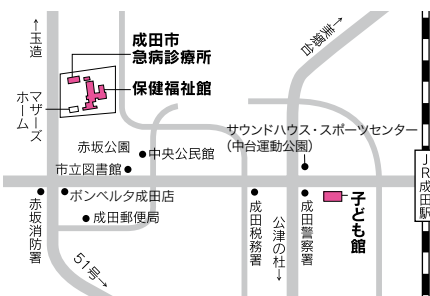 ↑玉造
成田市
急病診療所
保健福祉館
マザーズ
ホーム
↗美郷台
赤坂公園
中央公民館
市立図書館
サウンドハウス・スポーツセンター
(中台運動公園)
JR成田駅
赤坂消防署
ボンベルタ成田店
成田郵便局
51号↘
成田税務署
公津の杜↓
成田警察署
子ども館